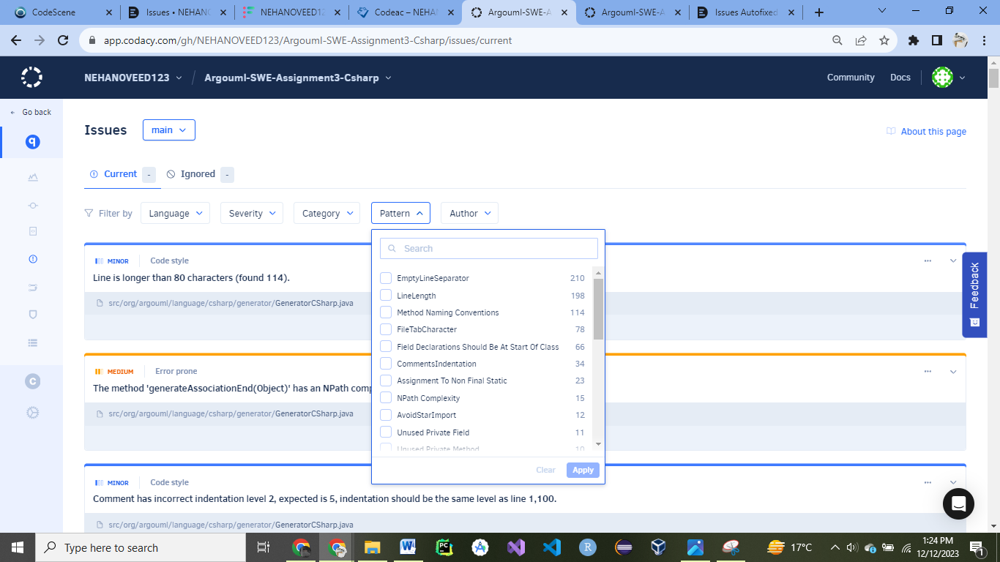 CodeScene
Issues • NEHANO
NEHANOVEED12
Codeac – NEHA
Argouml-SWE-A
Argouml-SWE-A
Issues Autofixed
app.codacy.com/gh/NEHANOVEED123/Argouml-SWE-Assignment3-Csharp/issues/current
NEHANOVEED123 / Argouml-SWE-Assignment3-Csharp
Community Docs
Go back
Issues main
About this page
Current - Ignored -
Filter by Language Severity Category Pattern Author
Search
EmptyLineSeparator 210
LineLength 198
Method Naming Conventions 114
FileTabCharacter 78
Field Declarations Should Be At Start Of Class 66
CommentsIndentation 34
Assignment To Non Final Static 23
NPath Complexity 15
AvoidStarImport 12
Unused Private Field 11
Unused Private Method 10
Clear Apply
MINOR Code style
Line is longer than 80 characters (found 114).
src/org/argouml/language/csharp/generator/GeneratorCSharp.java
MEDIUM Error prone
The method 'generateAssociationEnd(Object)' has an NPath comp
src/org/argouml/language/csharp/generator/GeneratorCSharp.java
MINOR Code style
Comment has incorrect indentation level 2, expected is 5, indentation should be the same level as line 1,100.
src/org/argouml/language/csharp/generator/GeneratorCSharp.java
Feedback
Type here to search
17°C
1:24 PM
12/12/2023
1